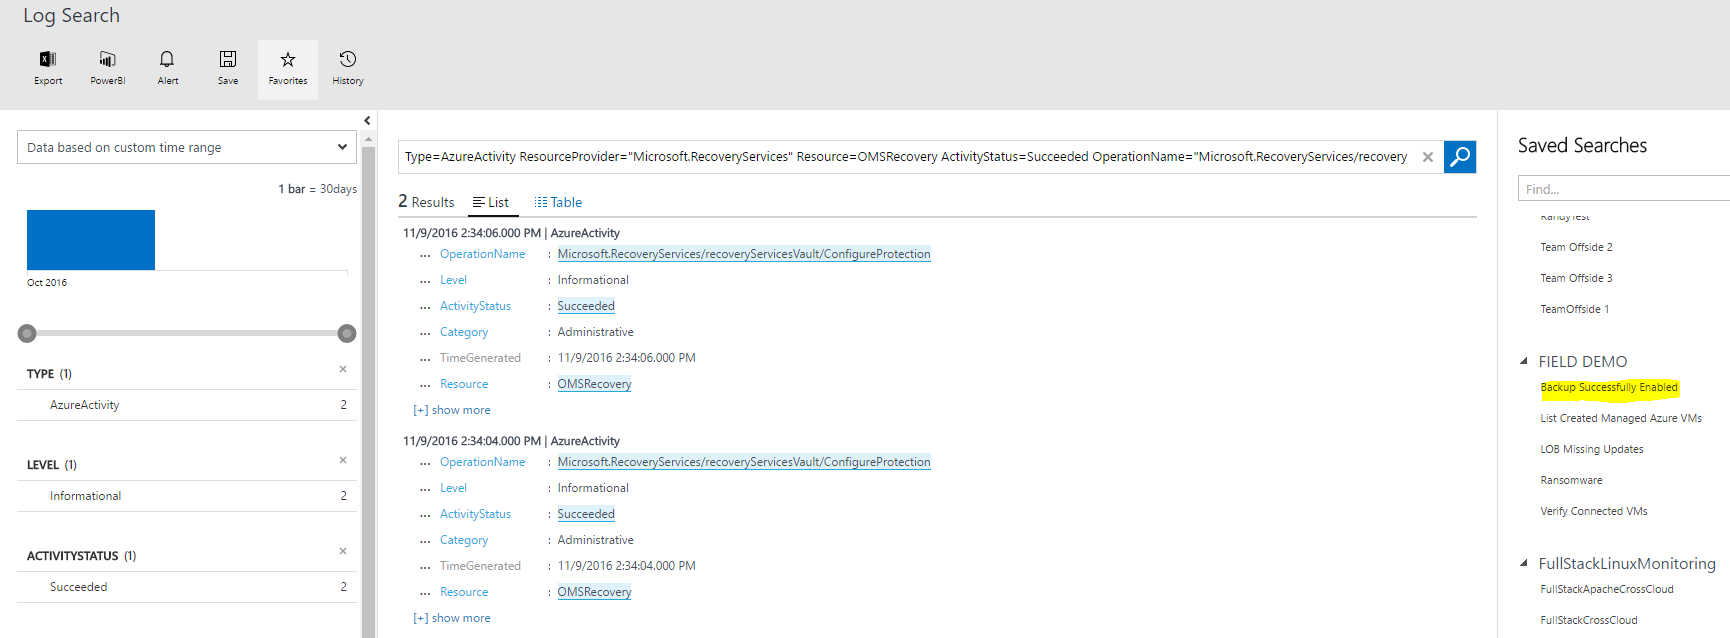 Log Search
Export
PowerBI
Alert
Save
Favorites
History
Data based on custom time range
1 bar = 30days
Oct 2016
TYPE (1)
AzureActivity 2
LEVEL (1)
Informational 2
ACTIVITYSTATUS (1)
Succeeded 2
Type=AzureActivity ResourceProvider="Microsoft.RecoveryServices" Resource=OMSRecovery ActivityStatus=Succeeded OperationName="Microsoft.RecoveryServices/recovery
2 Results List Table
11/9/2016 2:34:06.000 PM | AzureActivity
... OperationName : Microsoft.RecoveryServices/recoveryServicesVault/ConfigureProtection
... Level : Informational
... ActivityStatus : Succeeded
... Category : Administrative
... TimeGenerated : 11/9/2016 2:34:06.000 PM
... Resource : OMSRecovery
[+] show more
11/9/2016 2:34:04.000 PM | AzureActivity
... OperationName : Microsoft.RecoveryServices/recoveryServicesVault/ConfigureProtection
... Level : Informational
... ActivityStatus : Succeeded
... Category : Administrative
... TimeGenerated : 11/9/2016 2:34:04.000 PM
... Resource : OMSRecovery
[+] show more
Saved Searches
Find...
RandyTest
Team Offside 2
Team Offside 3
TeamOffside 1
FIELD DEMO
Backup Successfully Enabled
List Created Managed Azure VMs
LOB Missing Updates
Ransomware
Verify Connected VMs
FullStackLinuxMonitoring
FullStackApacheCrossCloud
FullStackCrossCloud